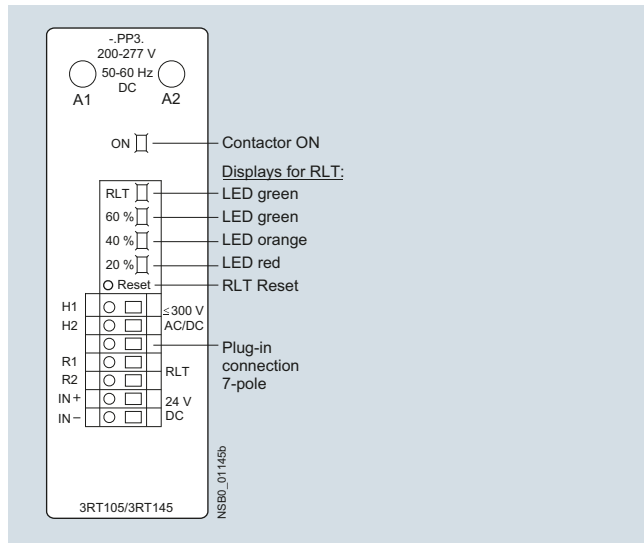 -.PP3.
200-277 V
50-60 Hz
DC
A1
A2
ON
Contactor ON
Displays for RLT:
RLT
LED green
60 %
LED green
40 %
LED orange
20 %
LED red
Reset
RLT Reset
H1
≤300 V
H2
AC/DC
Plug-in
connection
7-pole
R1
RLT
R2
IN+
24 V
IN−
DC
NSB0_01145b
3RT105/3RT145